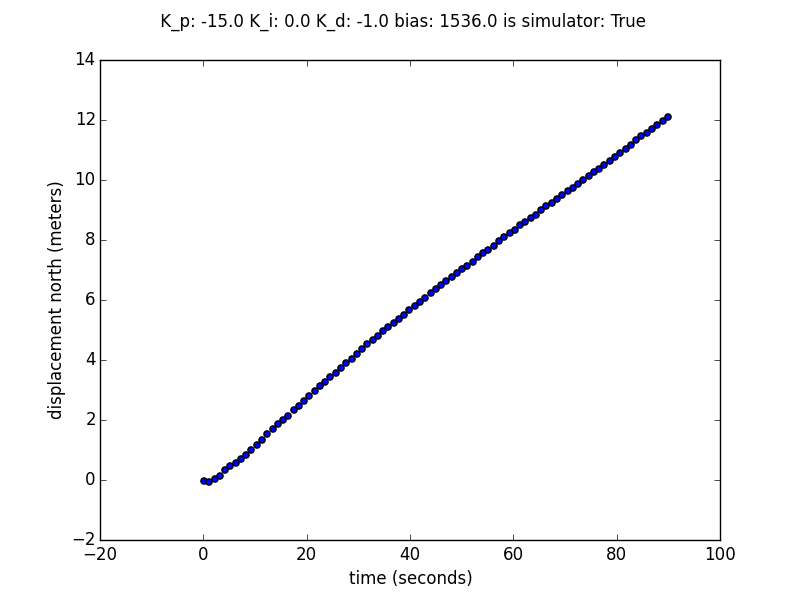 K_p: -15.0 K_i: 0.0 K_d: -1.0 bias: 1536.0 is simulator: True
14
12
10
8
6
4
2
0
−2
displacement north (meters)
−20 0 20 40 60 80 100
time (seconds)